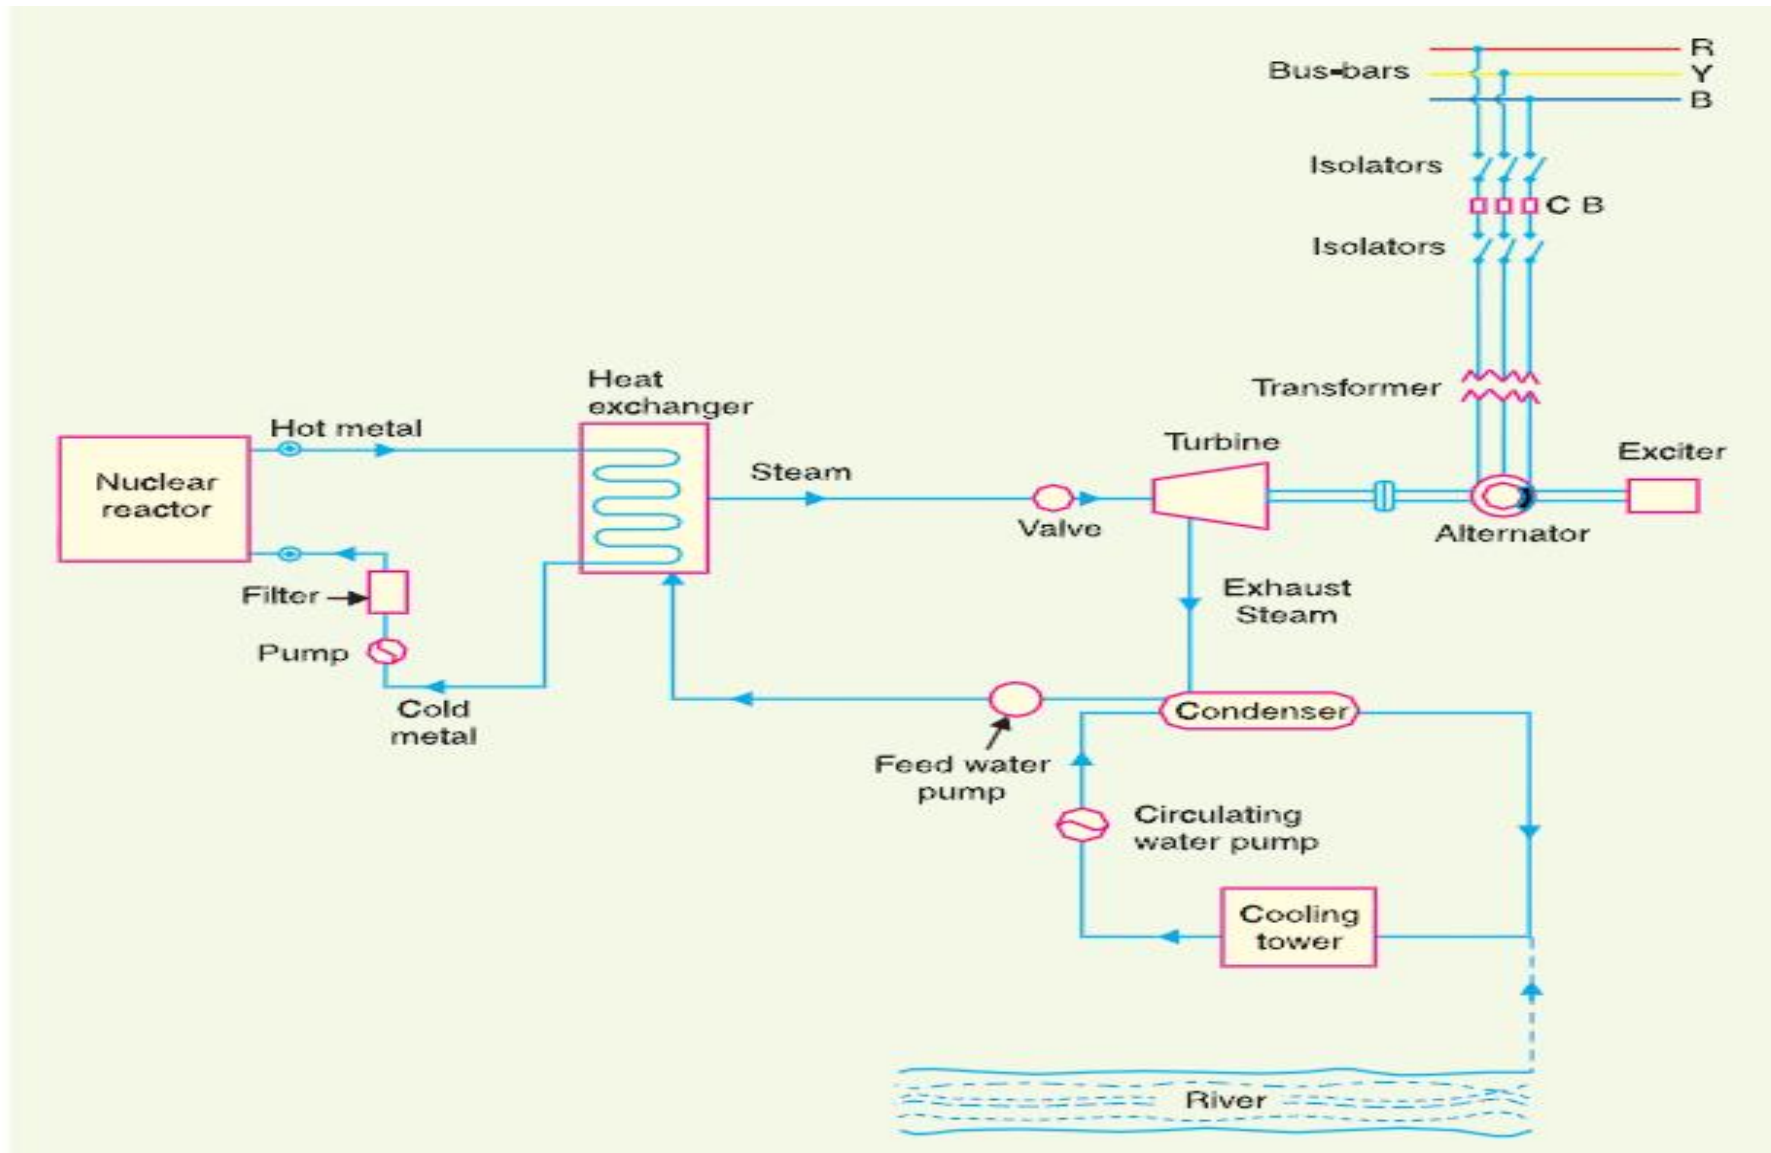 R
Bus-bars
Y
B
Isolators
C B
Isolators
Transformer
Heat
exchanger
Hot metal
Turbine
Exciter
Steam
Nuclear
reactor
Valve
Alternator
Filter
Exhaust
Steam
Pump
Cold
metal
Condenser
Feed water
pump
Circulating
water pump
Cooling
tower
River